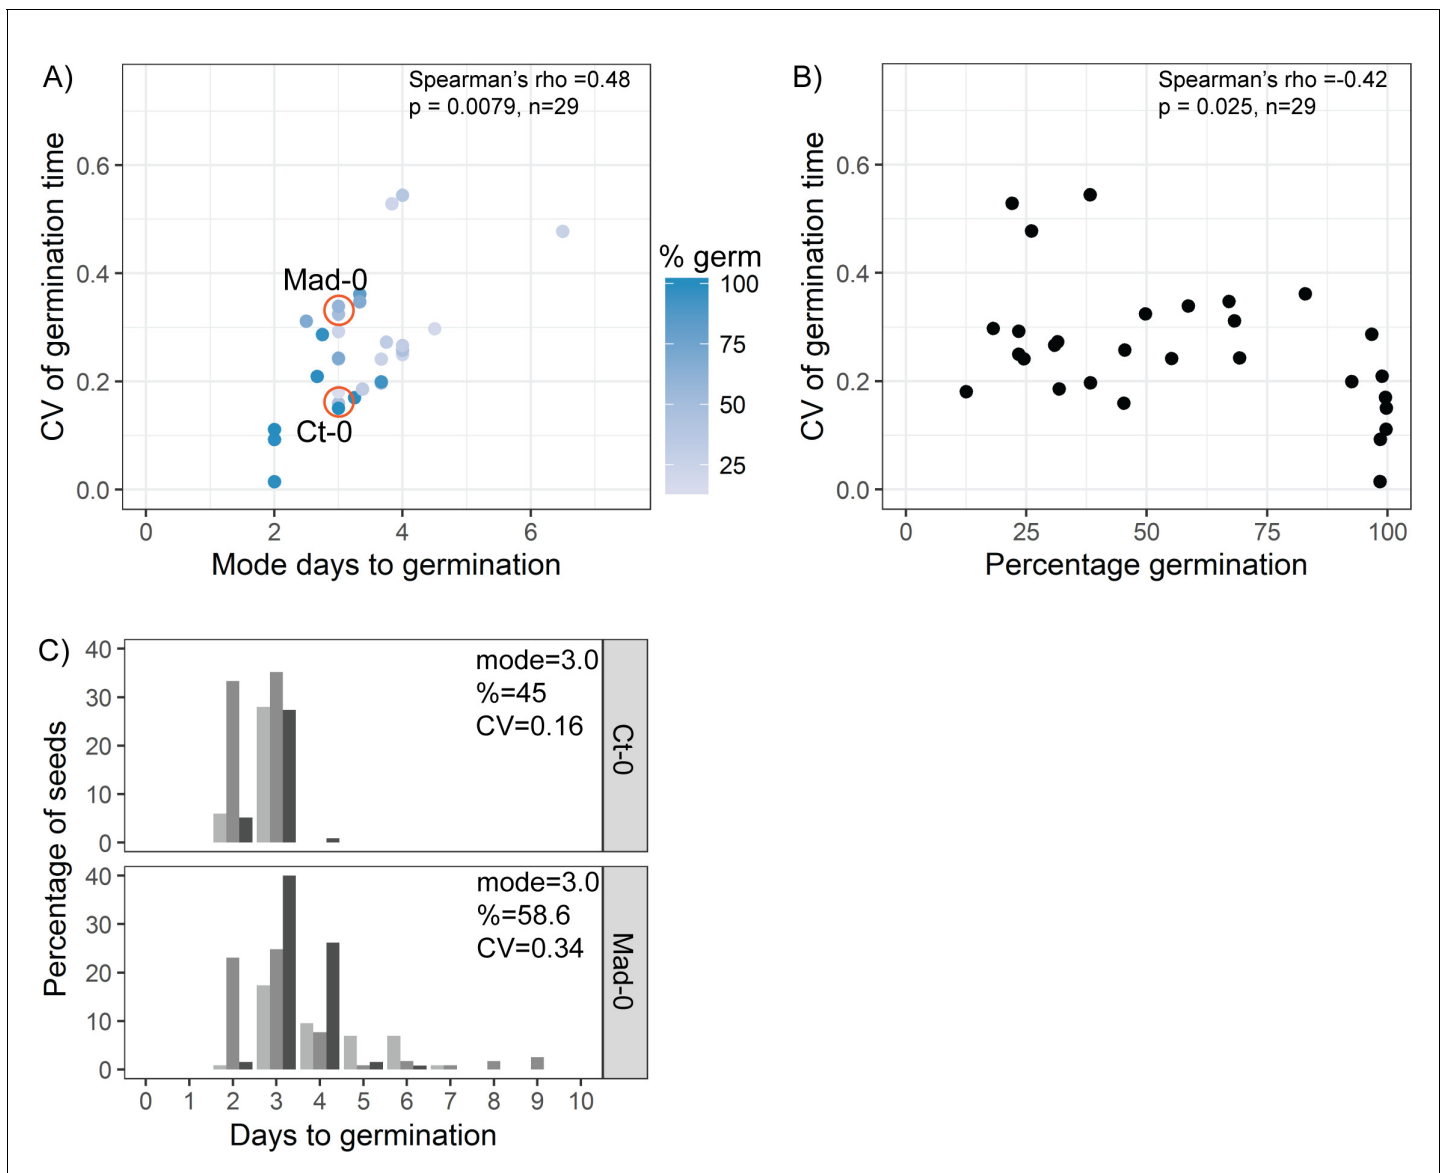 A)
Spearman's rho =0.48
p = 0.0079, n=29
CV of germination time
0.6
0.4
0.2
0.0
Mad-0
Ct-0
0 2 4 6
Mode days to germination
% germ
100
75
50
25
B)
Spearman's rho =-0.42
p = 0.025, n=29
CV of germination time
0.6
0.4
0.2
0.0
0 25 50 75 100
Percentage germination
C)
Percentage of seeds
40
30
20
10
0
mode=3.0
%=45
CV=0.16
Ct-0
40
30
20
10
0
mode=3.0
%=58.6
CV=0.34
Mad-0
0 1 2 3 4 5 6 7 8 9 10
Days to germination